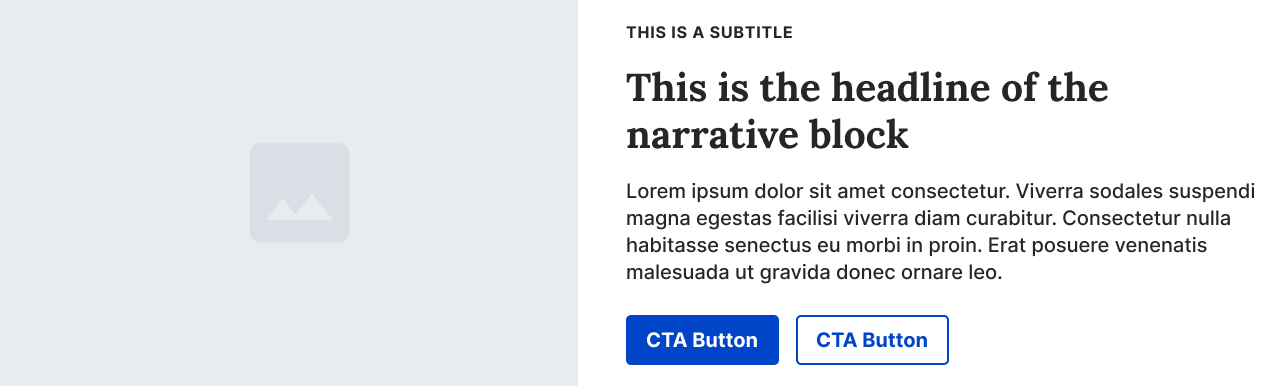 THIS IS A SUBTITLE
This is the headline of the
narrative block
Lorem ipsum dolor sit amet consectetur. Viverra sodales suspendi
magna egestas facilisi viverra diam curabitur. Consectetur nulla
habitasse senectus eu morbi in proin. Erat posuere venenatis
malesuada ut gravida donec ornare leo.
CTA Button
CTA Button